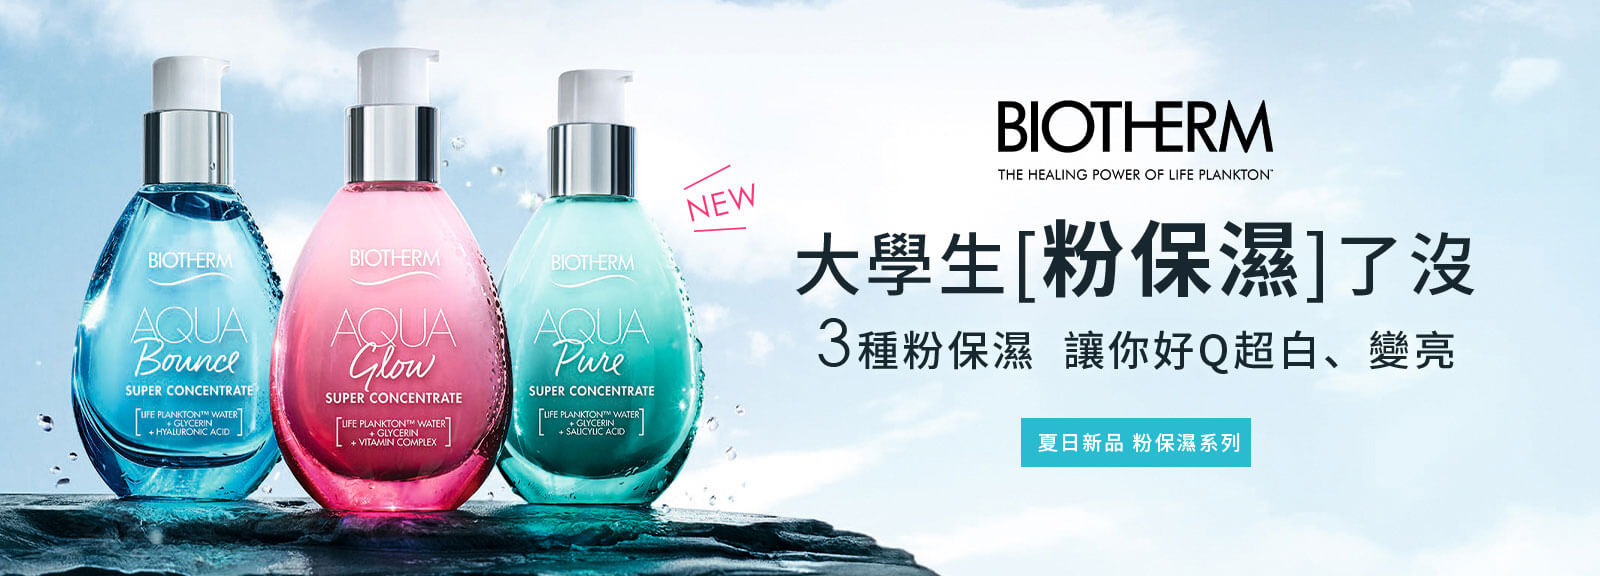 BIOTHERM
AQUA
Bounce
SUPER CONCENTRATE
[LIFE PLANKTON™ WATER
+ GLYCERIN
+ HYALURONIC ACID]
BIOTHERM
AQUA
Glow
SUPER CONCENTRATE
[LIFE PLANKTON™ WATER
+ GLYCERIN
+ VITAMIN COMPLEX]
BIOTHERM
AQUA
Pure
SUPER CONCENTRATE
[LIFE PLANKTON™ WATER
+ GLYCERIN
+ SALICYLIC ACID]
NEW
BIOTHERM
THE HEALING POWER OF LIFE PLANKTON™
大學生[粉保濕]了沒
3種粉保濕 讓你好Q超白、變亮
夏日新品 粉保濕系列